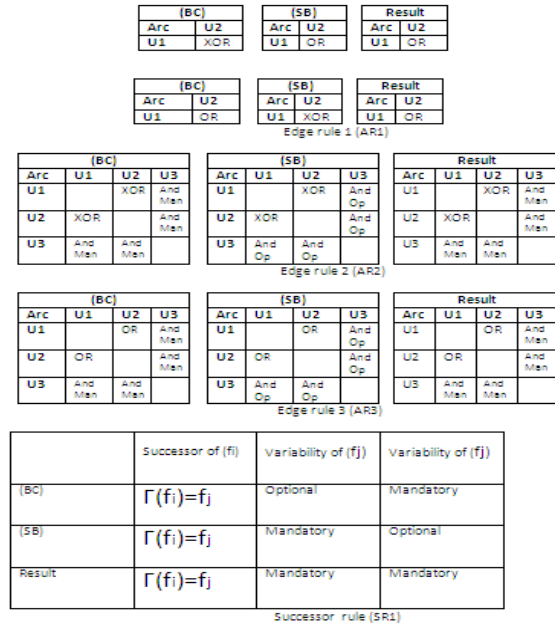 (BC) (SB) Result
Arc U2 Arc U2 Arc U2
U1 XOR U1 OR U1 OR
(BC) (SB) Result
Arc U2 Arc U2 Arc U2
U1 OR U1 XOR U1 OR
Edge rule 1 (AR1)
(BC) (SB) Result
Arc U1 U2 U3 Arc U1 U2 U3 Arc U1 U2 U3
U1 XOR And Man U1 XOR And Op U1 XOR And Man
U2 XOR And Man U2 XOR And Op U2 XOR And Man
U3 And Man And Man U3 And Op And Op U3 And Man And Man
Edge rule 2 (AR2)
(BC) (SB) Result
Arc U1 U2 U3 Arc U1 U2 U3 Arc U1 U2 U3
U1 OR And Man U1 OR And Op U1 OR And Man
U2 OR And Man U2 OR And Op U2 OR And Man
U3 And Man And Man U3 And Op And Op U3 And Man And Man
Edge rule 3 (AR3)
Successor of (fi) Variability of (fj) Variability of (fj)
(BC) Γ(fi)=fj Optional Mandatory
(SB) Γ(fi)=fj Mandatory Optional
Result Γ(fi)=fj Mandatory Mandatory
Successor rule (SR1)